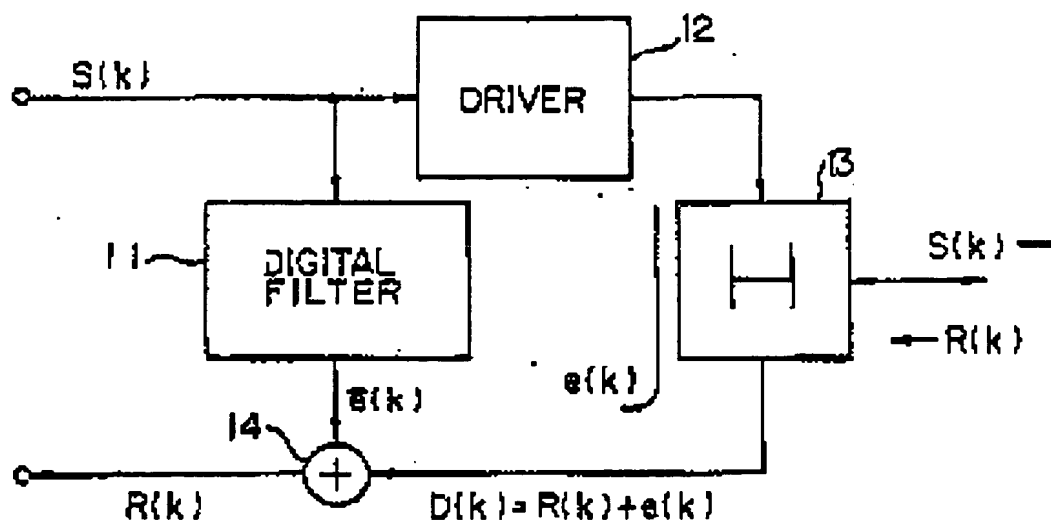 S(k)
12
DRIVER
13
11
DIGITAL
FILTER
H
S(k)
R(k)
e(k)
ē(k)
14
+
R(k)
D(k) = R(k)+e(k)